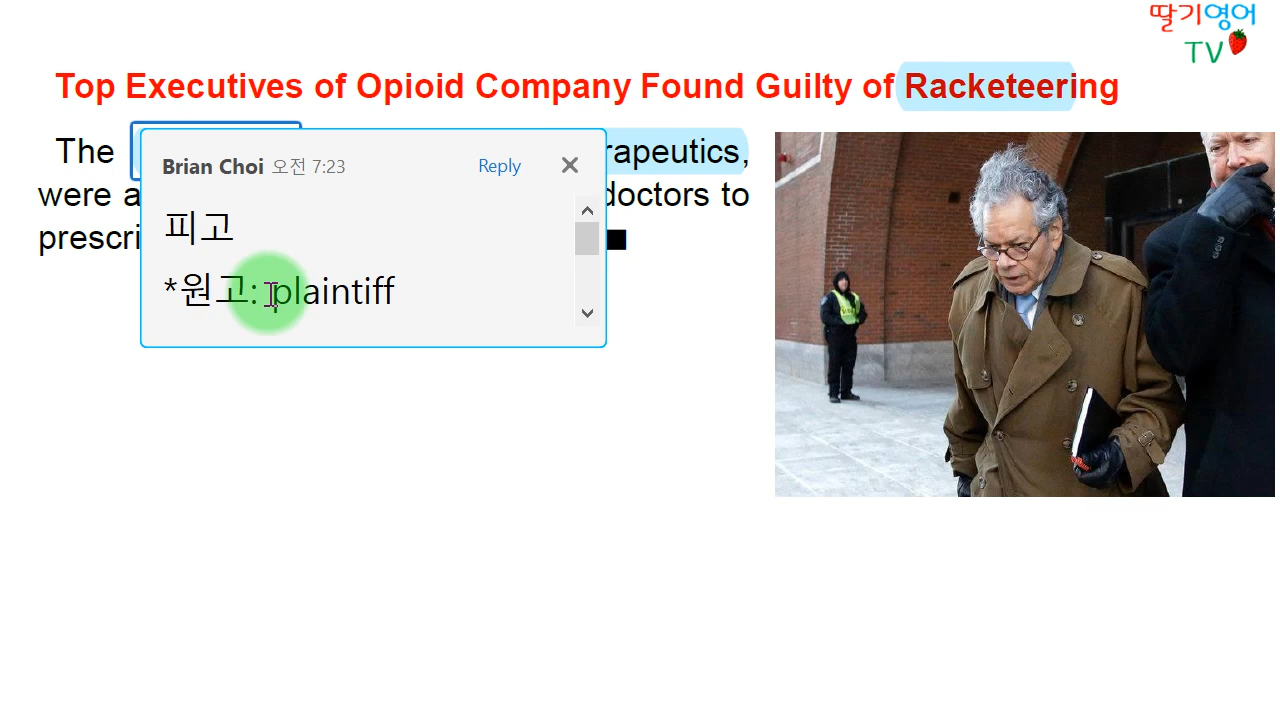 딸기영어
TV
Top Executives of Opioid Company Found Guilty of Racketeering
The rapeutics,
were a doctors to
prescri
Brian Choi 오전 7:23 Reply
피고
*원고: plaintiff